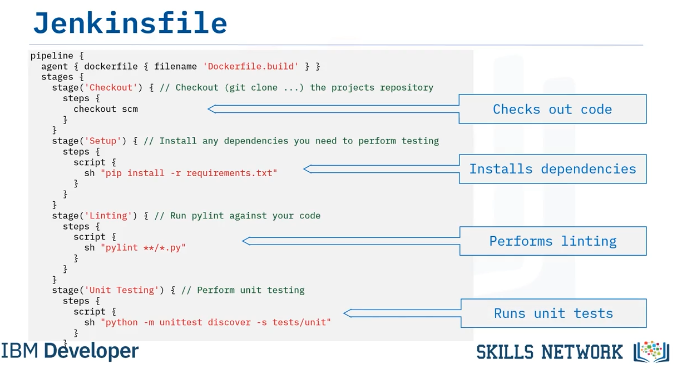 Jenkinsfile
pipeline {
agent { dockerfile { filename 'Dockerfile.build' } }
stages {
stage('Checkout') { // Checkout (git clone ...) the projects repository
steps {
checkout scm
}
}
stage('Setup') { // Install any dependencies you need to perform testing
steps {
script {
sh "pip install -r requirements.txt"
}
}
}
stage('Linting') { // Run pylint against your code
steps {
script {
sh "pylint **/*.py"
}
}
}
stage('Unit Testing') { // Perform unit testing
steps {
script {
sh "python -m unittest discover -s tests/unit"
}
}
Checks out code
Installs dependencies
Performs linting
Runs unit tests
IBM Developer
SKILLS NETWORK